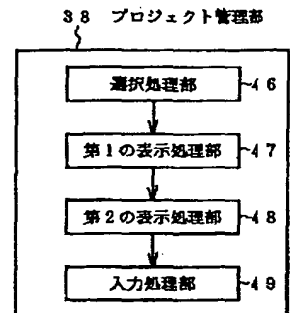 38 プロジェクト管理部
選択処理部 46
第1の表示処理部 47
第2の表示処理部 48
入力処理部 49